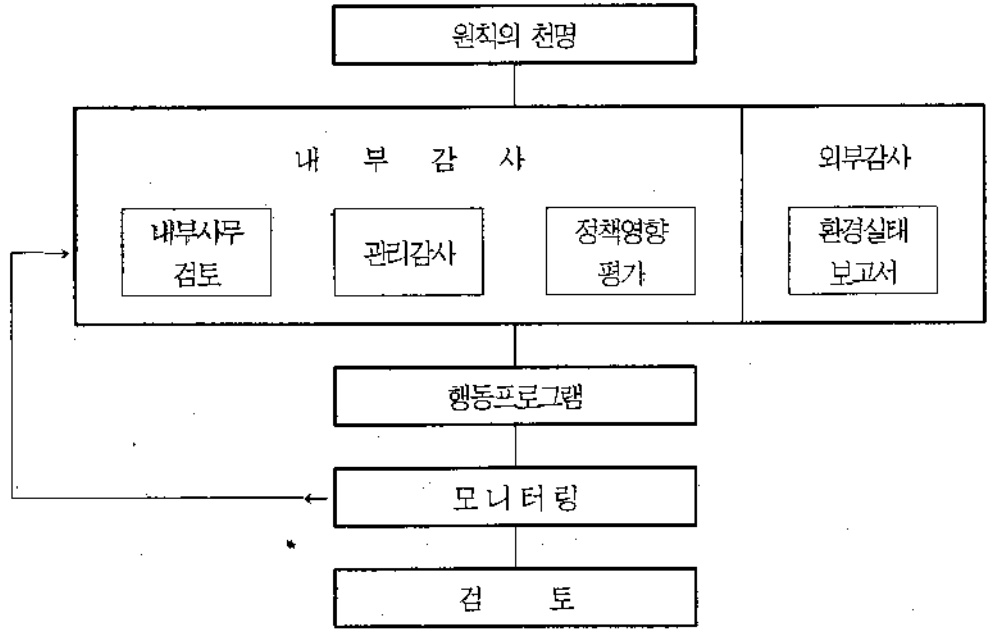 원칙의 천명
내 부 감 사
외부감사
내부사무
검토
관리감사
정책영향
평가
환경실태
보고서
행동프로그램
모 니 터 링
검 토